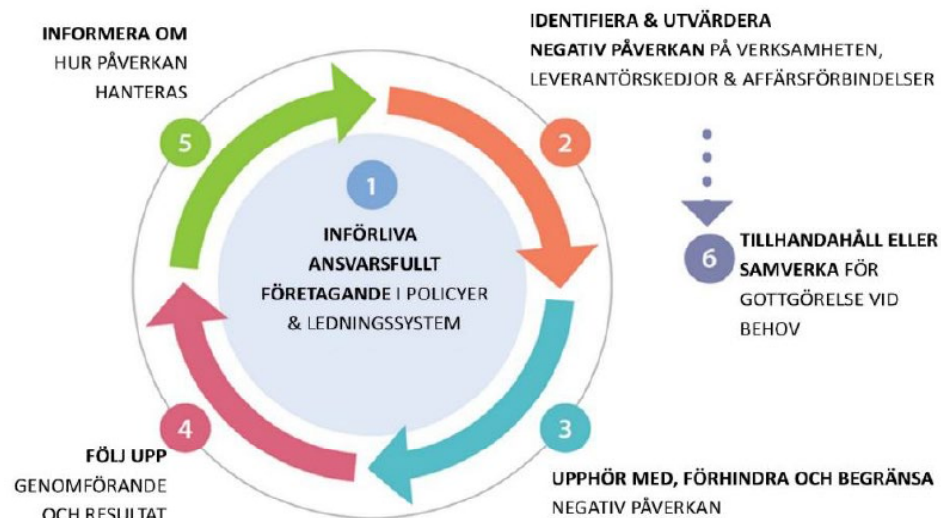 1
INFÖRLIVA
ANSVARSFULLT
FÖRETAGANDE I POLICYER
& LEDNINGSSYSTEM
IDENTIFIERA & UTVÄRDERA
NEGATIV PÅVERKAN PÅ VERKSAMHETEN,
LEVERANTÖRSKEDJOR & AFFÄRSFÖRBINDELSER
2
3
UPPHÖR MED, FÖRHINDRA OCH BEGRÄNSA
NEGATIV PÅVERKAN
4
FÖLJ UPP
GENOMFÖRANDE
OCH RESULTAT
INFORMERA OM
HUR PÅVERKAN
HANTERAS
5
6
TILLHANDAHÅLL ELLER
SAMVERKA FÖR
GOTTGÖRELSE VID
BEHOV